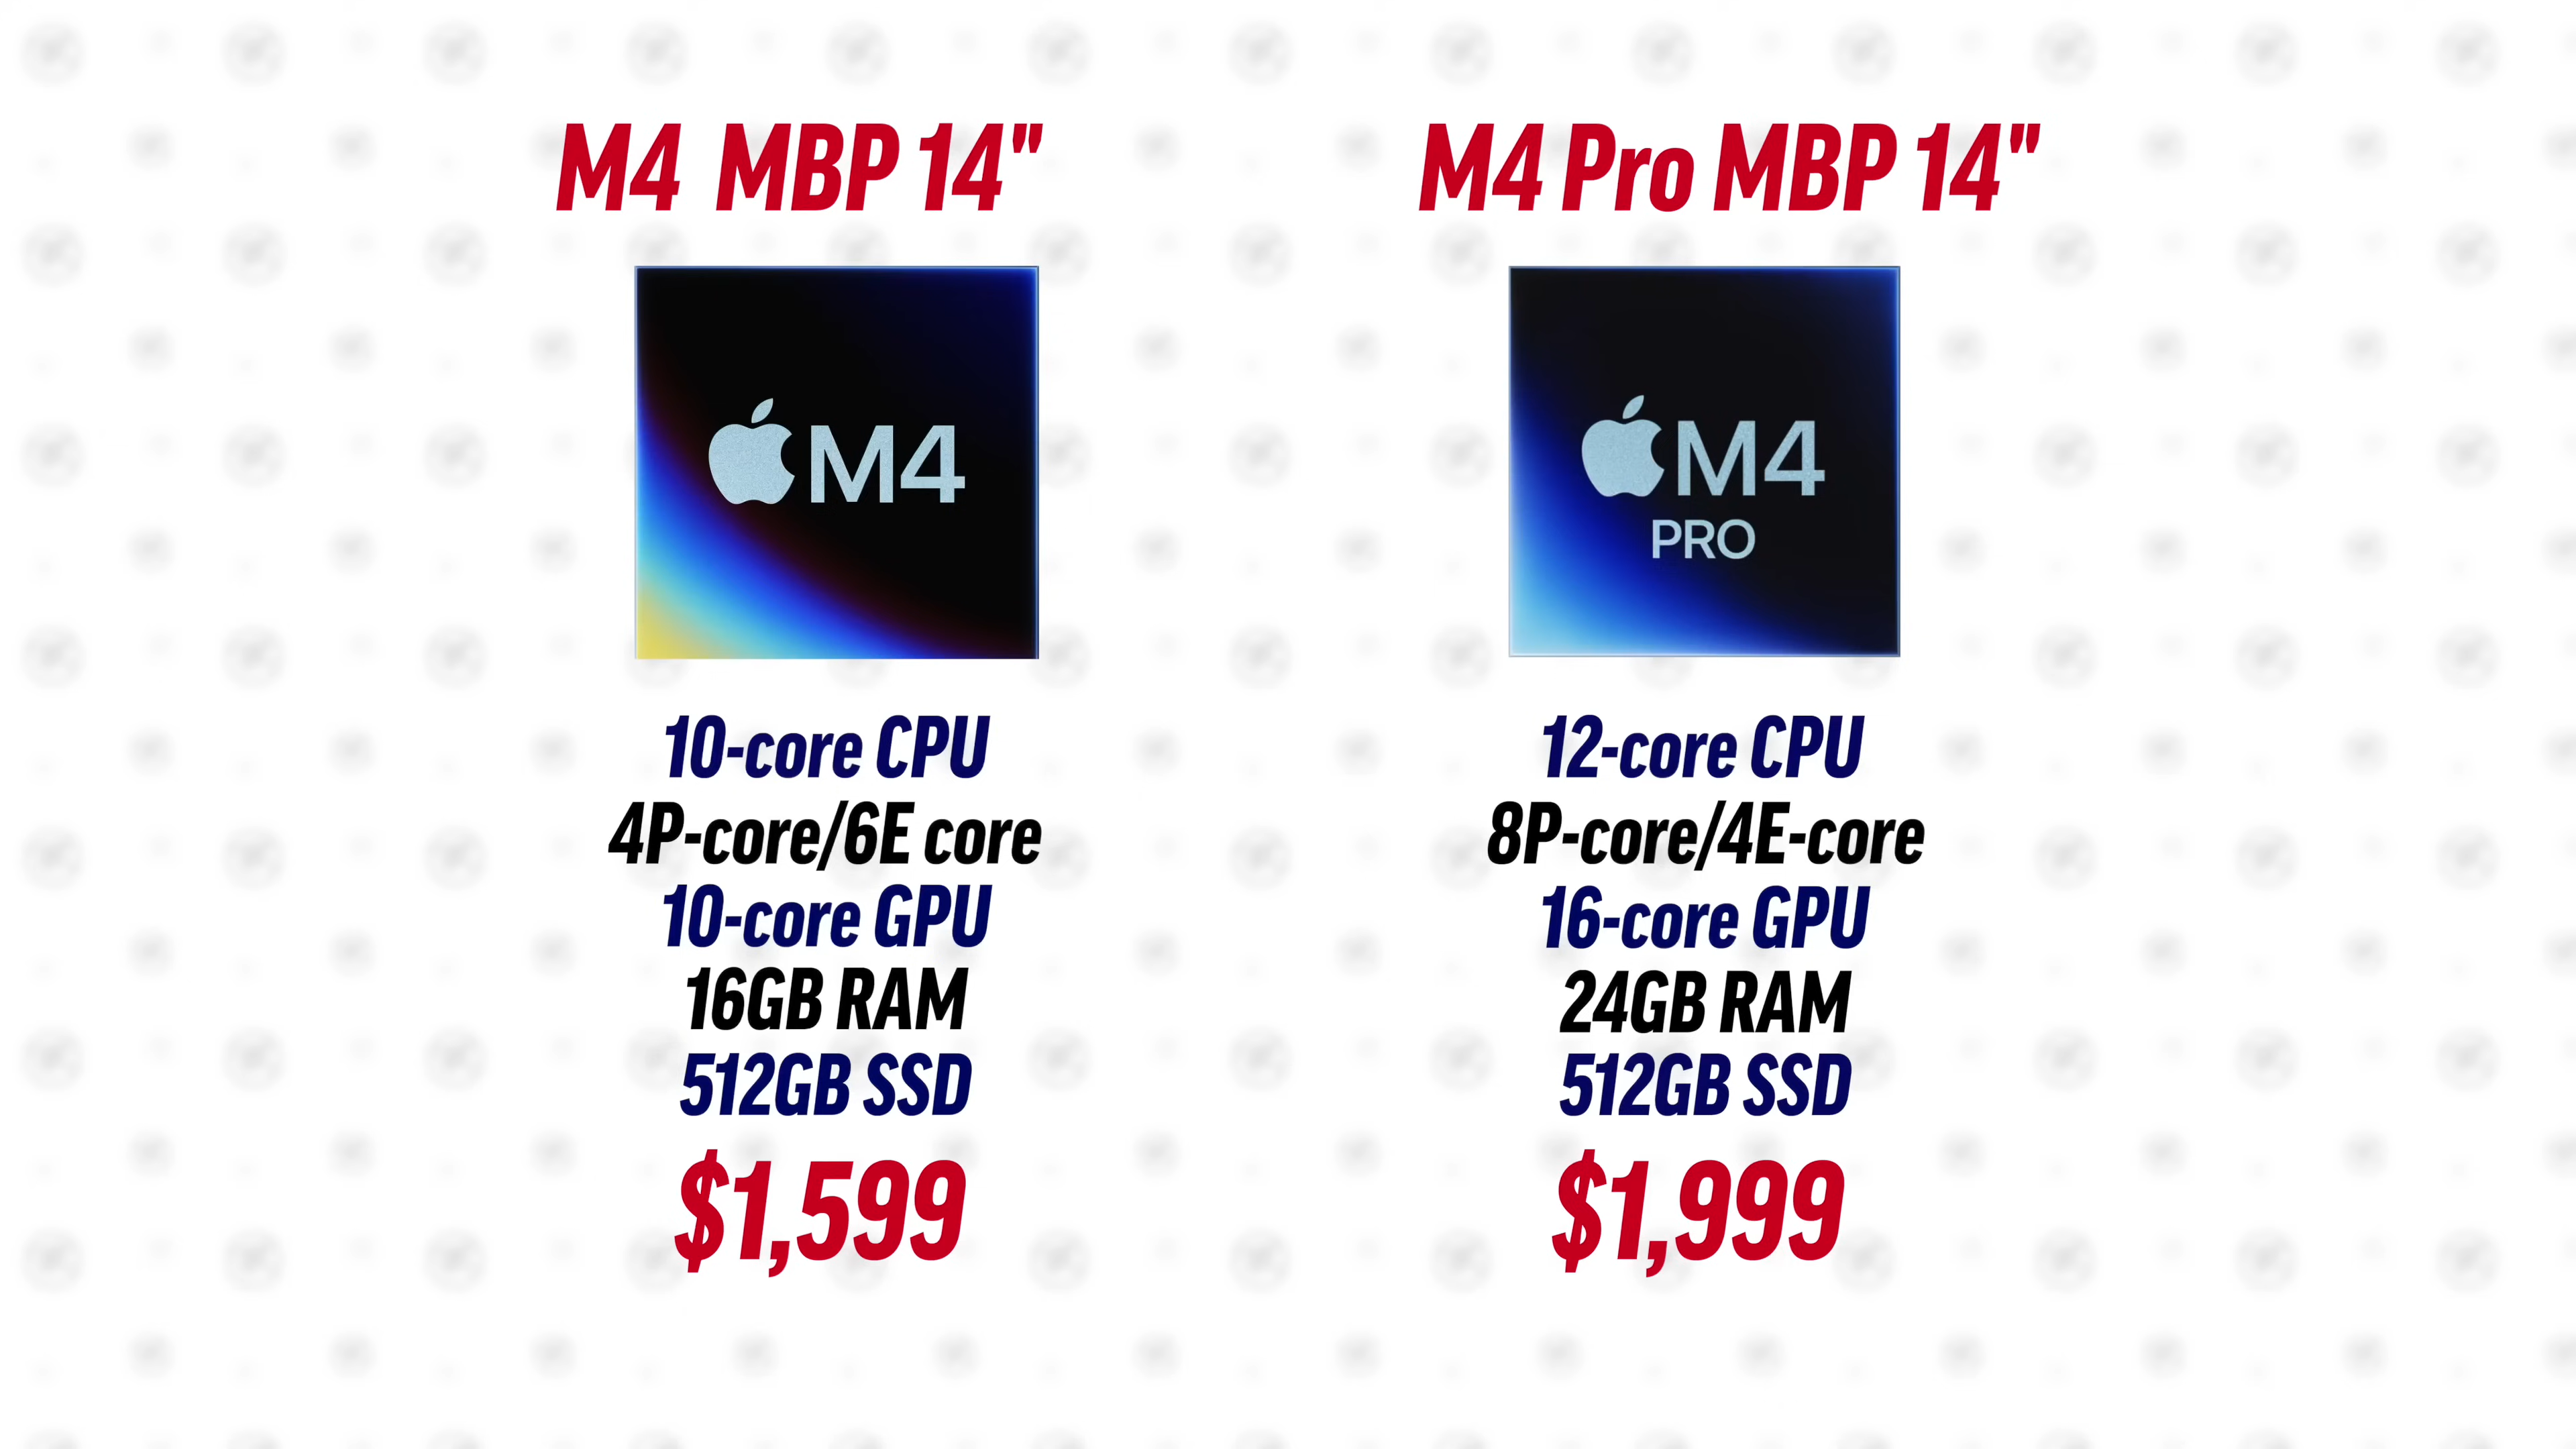 M4 MBP 14"
M4
10-core CPU
4P-core/6E core
10-core GPU
16GB RAM
512GB SSD
$1,599
M4 Pro MBP 14"
M4
PRO
12-core CPU
8P-core/4E-core
16-core GPU
24GB RAM
512GB SSD
$1,999